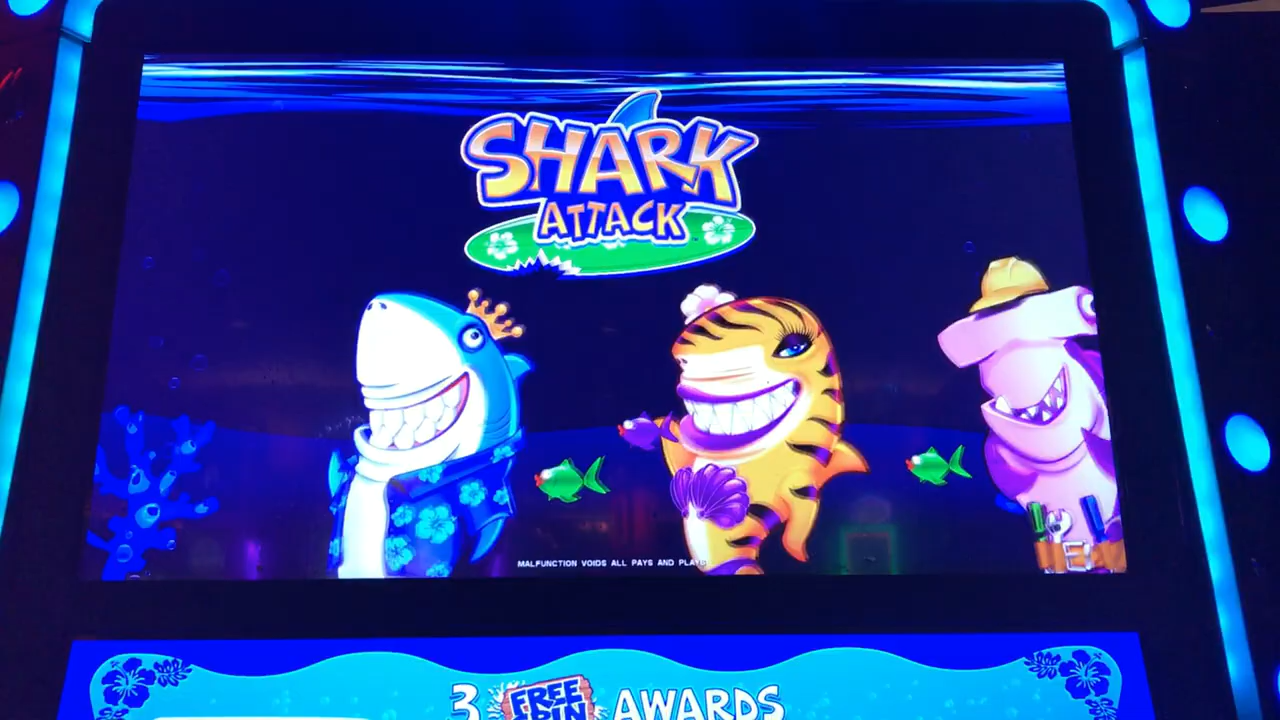 SHARK
ATTACK
MALFUNCTION VOIDS ALL PAYS AND PLAYS
3 FREE SPIN AWARDS